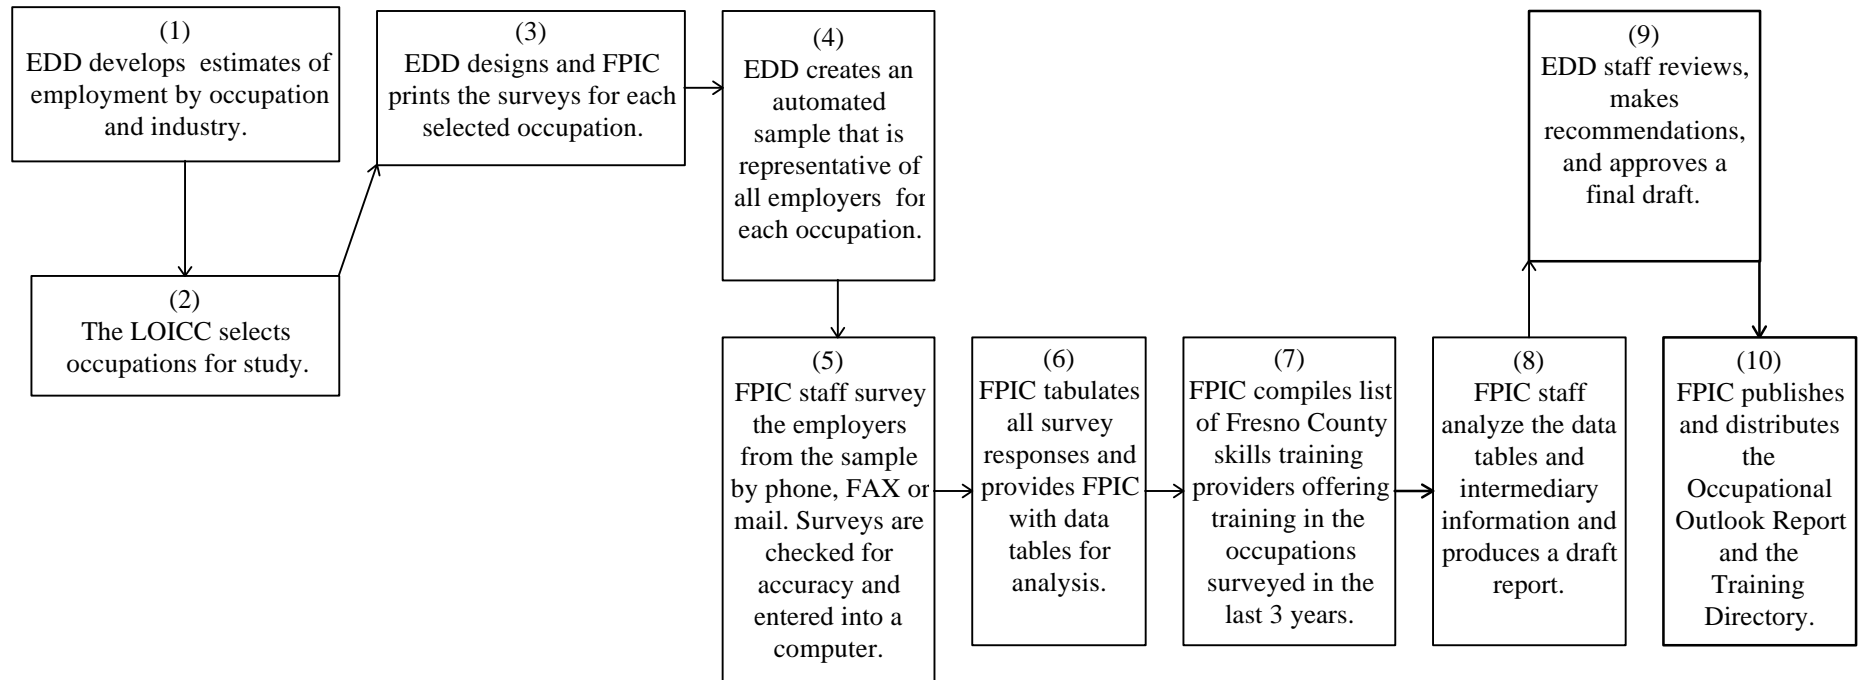 (1)
EDD develops estimates of
employment by occupation
and industry.
(2)
The LOICC selects
occupations for study.
(3)
EDD designs and FPIC
prints the surveys for each
selected occupation.
(4)
EDD creates an
automated
sample that is
representative of
all employers for
each occupation.
(5)
FPIC staff survey
the employers
from the sample
by phone, FAX or
mail. Surveys are
checked for
accuracy and
entered into a
computer.
(6)
FPIC tabulates
all survey
responses and
provides FPIC
with data
tables for
analysis.
(7)
FPIC compiles list
of Fresno County
skills training
providers offering
training in the
occupations
surveyed in the
last 3 years.
(8)
FPIC staff
analyze the data
tables and
intermediary
information and
produces a draft
report.
(9)
EDD staff reviews,
makes
recommendations,
and approves a
final draft.
(10)
FPIC publishes
and distributes
the
Occupational
Outlook Report
and the
Training
Directory.